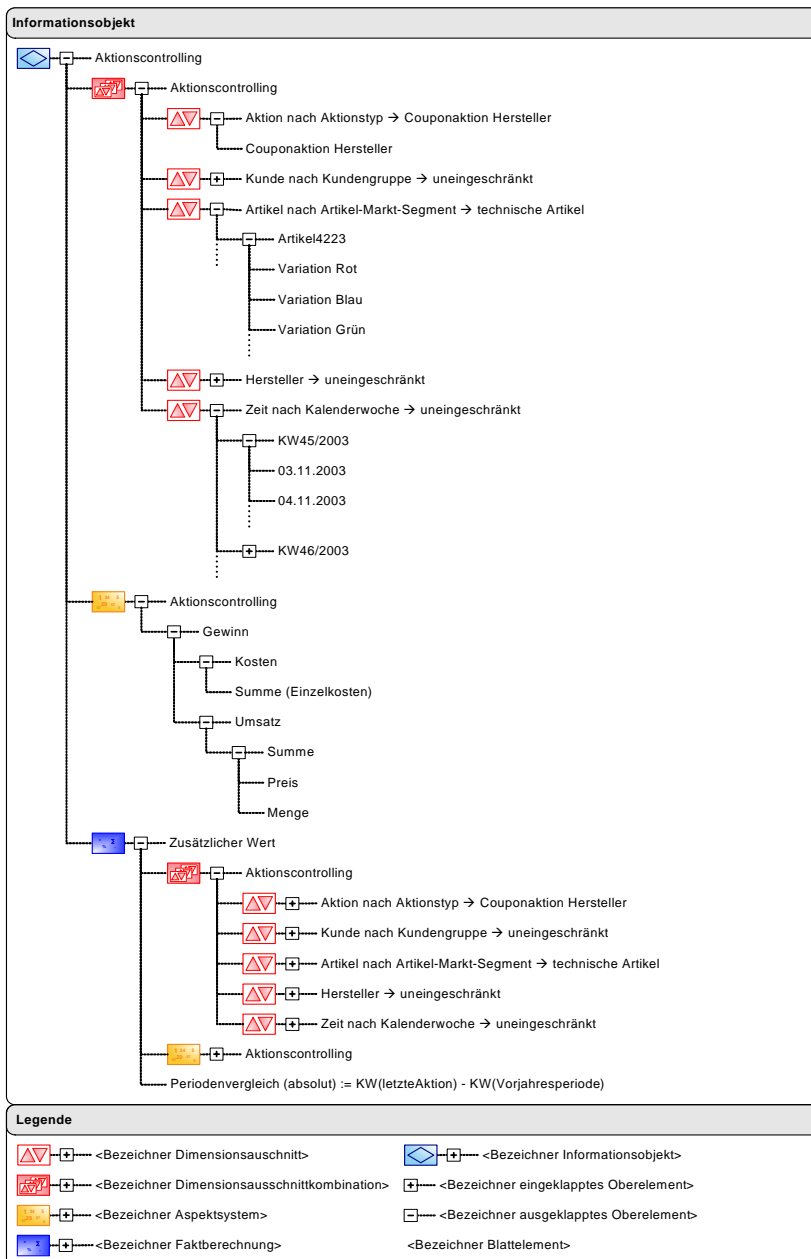 Informationsobjekt
Aktionscontrolling
Aktionscontrolling
Aktion nach Aktionstyp → Couponaktion Hersteller
Couponaktion Hersteller
Kunde nach Kundengruppe → uneingeschränkt
Artikel nach Artikel-Markt-Segment → technische Artikel
Artikel4223
Variation Rot
Variation Blau
Variation Grün
Hersteller → uneingeschränkt
Zeit nach Kalenderwoche → uneingeschränkt
KW45/2003
03.11.2003
04.11.2003
KW46/2003
Aktionscontrolling
Gewinn
Kosten
Summe (Einzelkosten)
Umsatz
Summe
Preis
Menge
Zusätzlicher Wert
Aktionscontrolling
Aktion nach Aktionstyp → Couponaktion Hersteller
Kunde nach Kundengruppe → uneingeschränkt
Artikel nach Artikel-Markt-Segment → technische Artikel
Hersteller → uneingeschränkt
Zeit nach Kalenderwoche → uneingeschränkt
Aktionscontrolling
Periodenvergleich (absolut) := KW(letzteAktion) - KW(Vorjahresperiode)
Legende
<Bezeichner Dimensionsauschnitt>
<Bezeichner Informationsobjekt>
<Bezeichner Dimensionsausschnittkombination>
<Bezeichner eingeklapptes Oberelement>
<Bezeichner Aspektsystem>
<Bezeichner ausgeklapptes Oberelement>
<Bezeichner Faktberechnung>
<Bezeichner Blattelement>